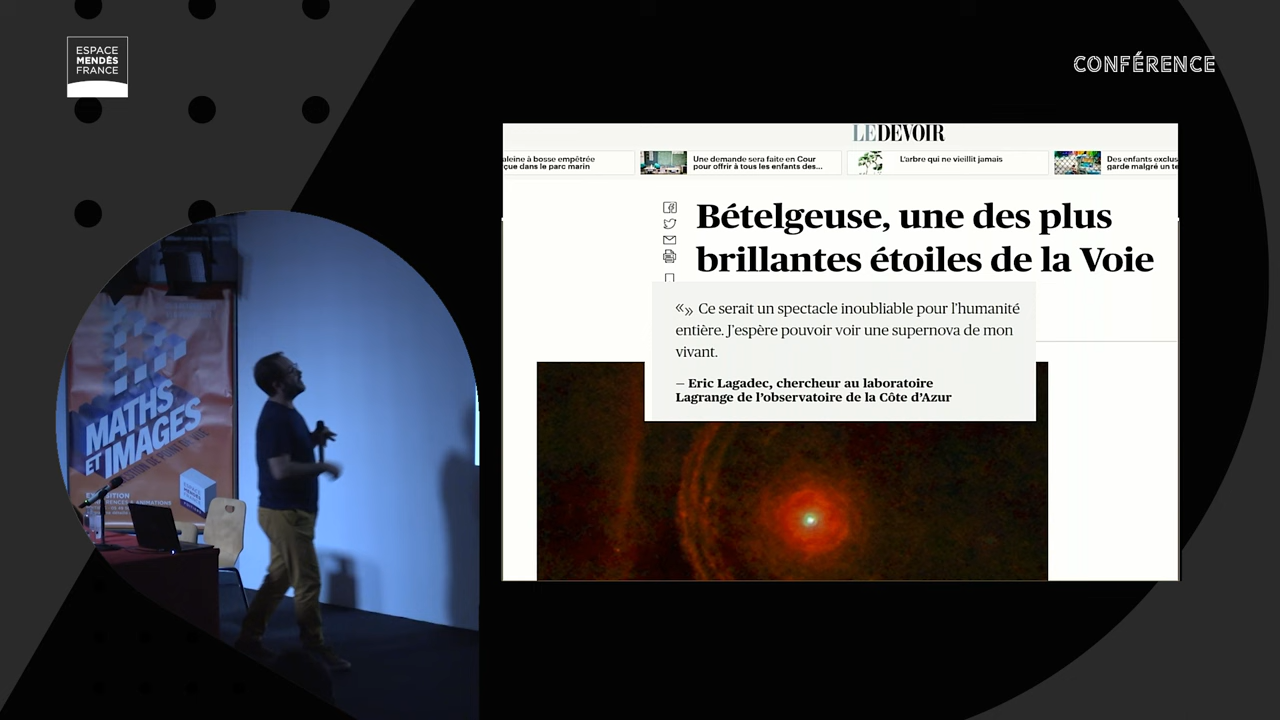 ESPACE
MENDÈS
FRANCE
CONFÉRENCE
LE DEVOIR
aleine à bosse empêtrée
çue dans le parc marin
Une demande sera faite en Cour
pour offrir à tous les enfants des...
L'arbre qui ne vieillit jamais
Des enfants exclus
garde malgré un te
Bételgeuse, une des plus
brillantes étoiles de la Voie
«» Ce serait un spectacle inoubliable pour l'humanité
entière. J'espère pouvoir voir une supernova de mon
vivant.
— Eric Lagadec, chercheur au laboratoire
Lagrange de l'observatoire de la Côte d'Azur
MATHS
ET IMAGES
ESPACE
MENDÈS
FRANCE